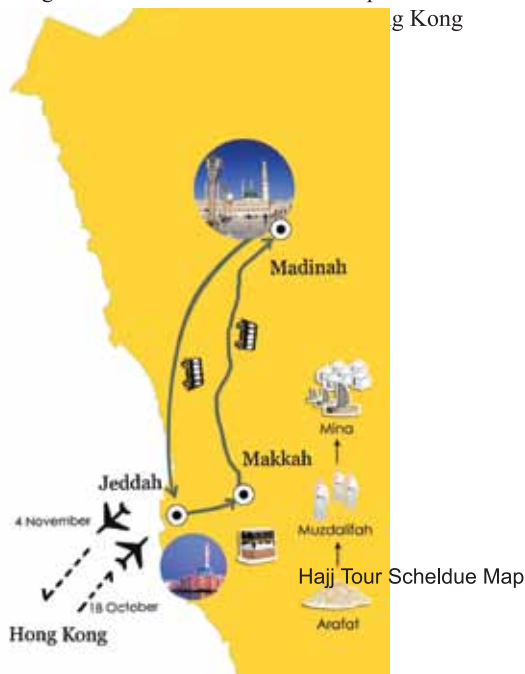 g Kong
Madinah
Mina
Makkah
Jeddah
4 November
Muzdalifah
Hajj Tour Scheldue Map
18 October
Arafat
Hong Kong